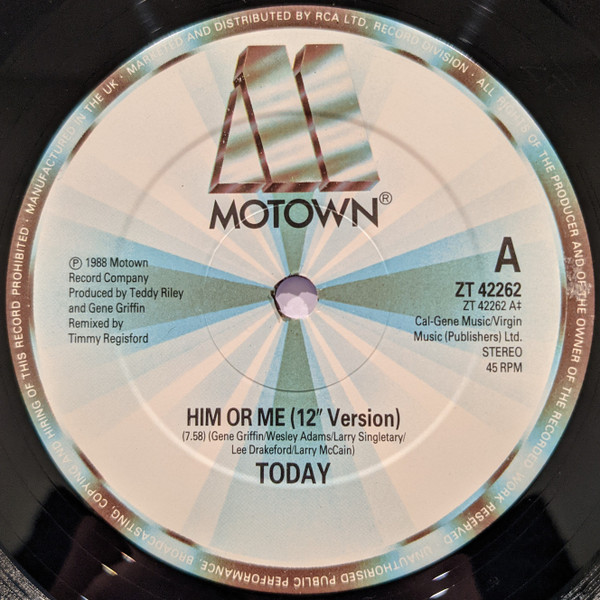 MANUFACTURED IN THE UK · MARKETED AND DISTRIBUTED BY RCA LTD, RECORD DIVISION · ALL RIGHTS OF THE PRODUCER AND OF THE OWNER OF THE RECORDED WORK RESERVED
UNAUTHORISED PUBLIC PERFORMANCE, BROADCASTING, COPYING AND HIRING OF THIS RECORD PROHIBITED ·
M
MOTOWN®
A
ZT 42262
ZT 42262 A‡
Cal-Gene Music/Virgin
Music (Publishers) Ltd.
STEREO
45 RPM
℗ 1988 Motown
Record Company
Produced by Teddy Riley
and Gene Griffin
Remixed by
Timmy Regisford
HIM OR ME (12" Version)
(7.58) (Gene Griffin/Wesley Adams/Larry Singletary/
Lee Drakeford/Larry McCain)
TODAY